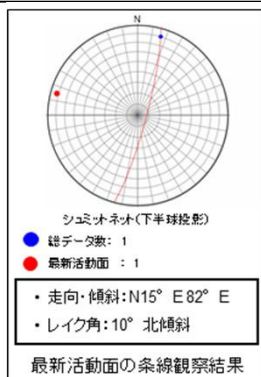 N
シュミットネット(下半球投影)
総データ数: 1
最新活動面 : 1
・走向・傾斜:N15° E 82° E
・レイク角:10° 北傾斜
最新活動面の条線観察結果